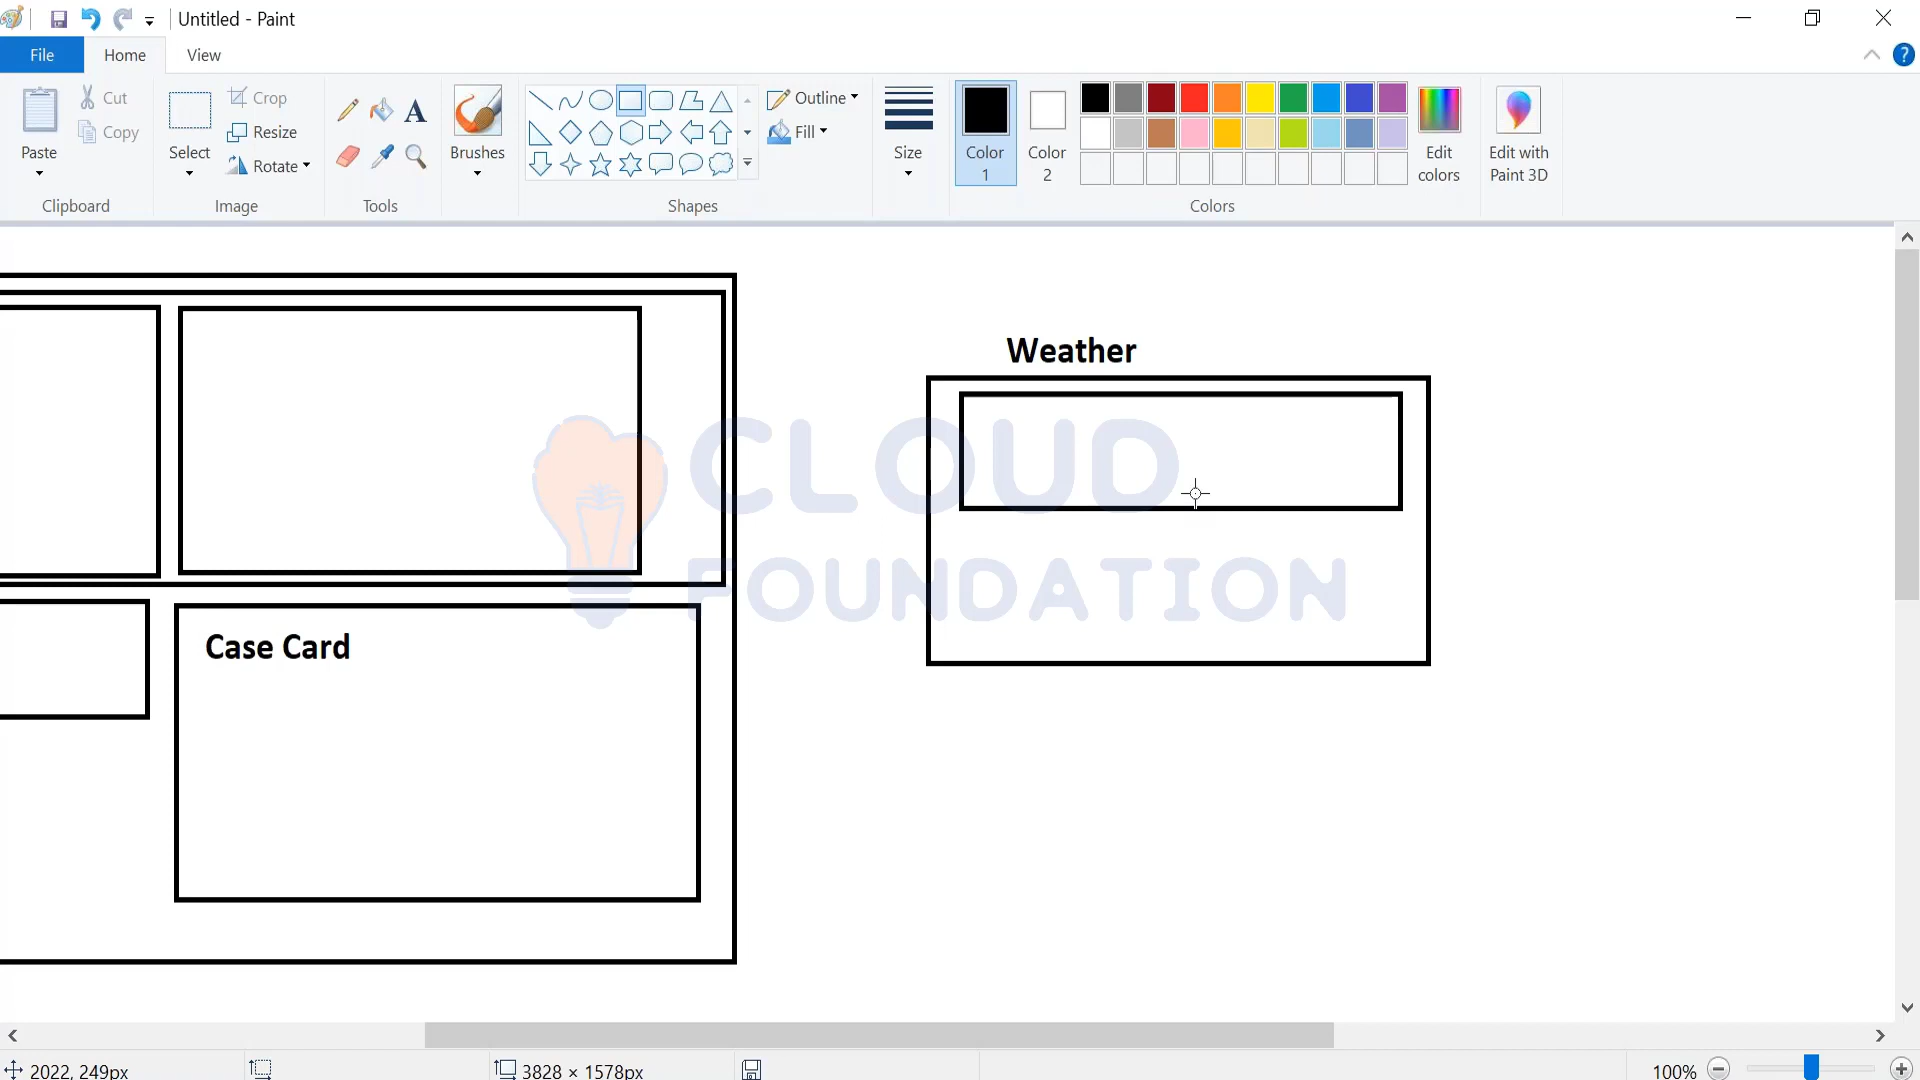 Untitled - Paint
File Home View
Paste
Cut
Copy
Clipboard
Select
Crop
Resize
Rotate
Image
A
Tools
Brushes
Outline
Fill
Shapes
Size
Color
1
Color
2
Colors
Edit
colors
Edit with
Paint 3D
?
Weather
CLOUD
FOUNDATION
Case Card
2022, 249px
3828 × 1578px
100%